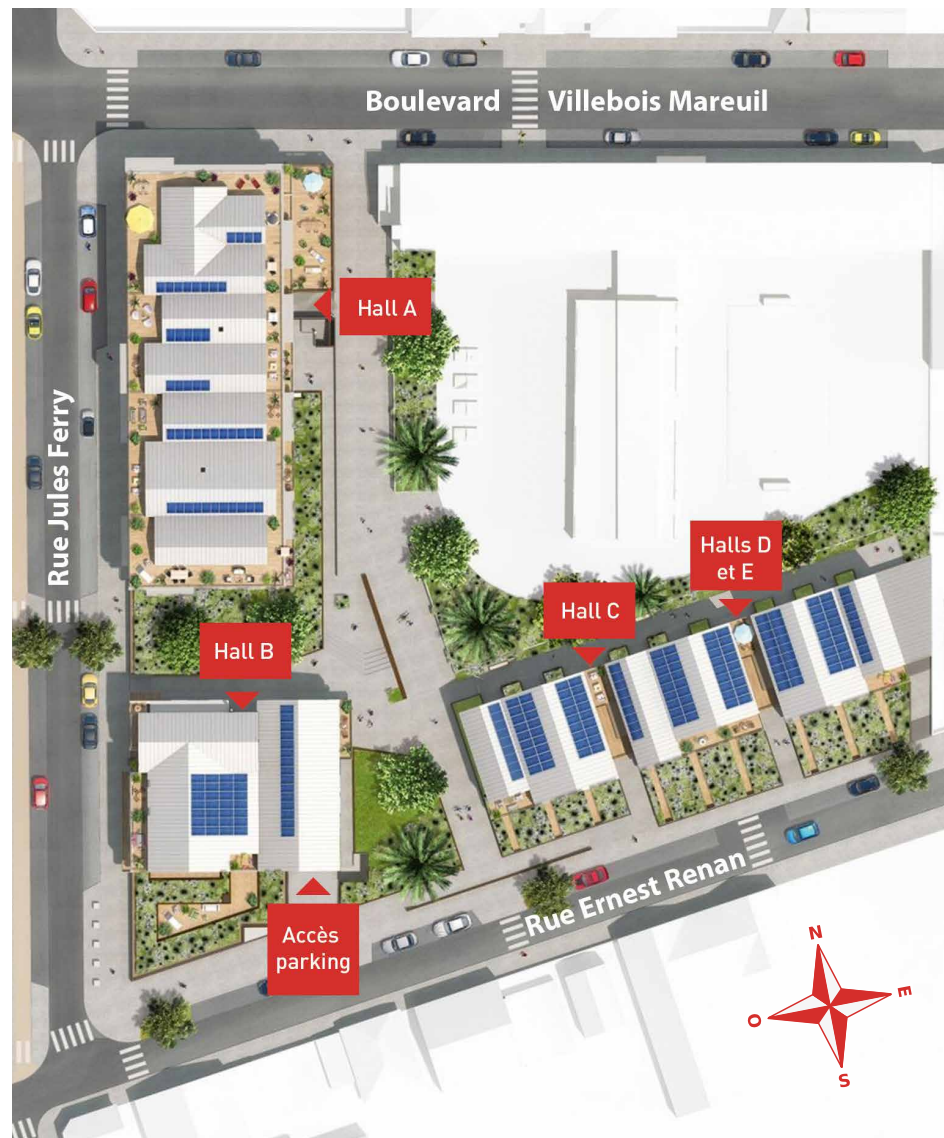 Boulevard Villebois Mareuil
Hall A
Rue Jules Ferry
Halls D
et E
Hall C
Hall B
Rue Ernest Renan
Accès
parking
N
E
O
S